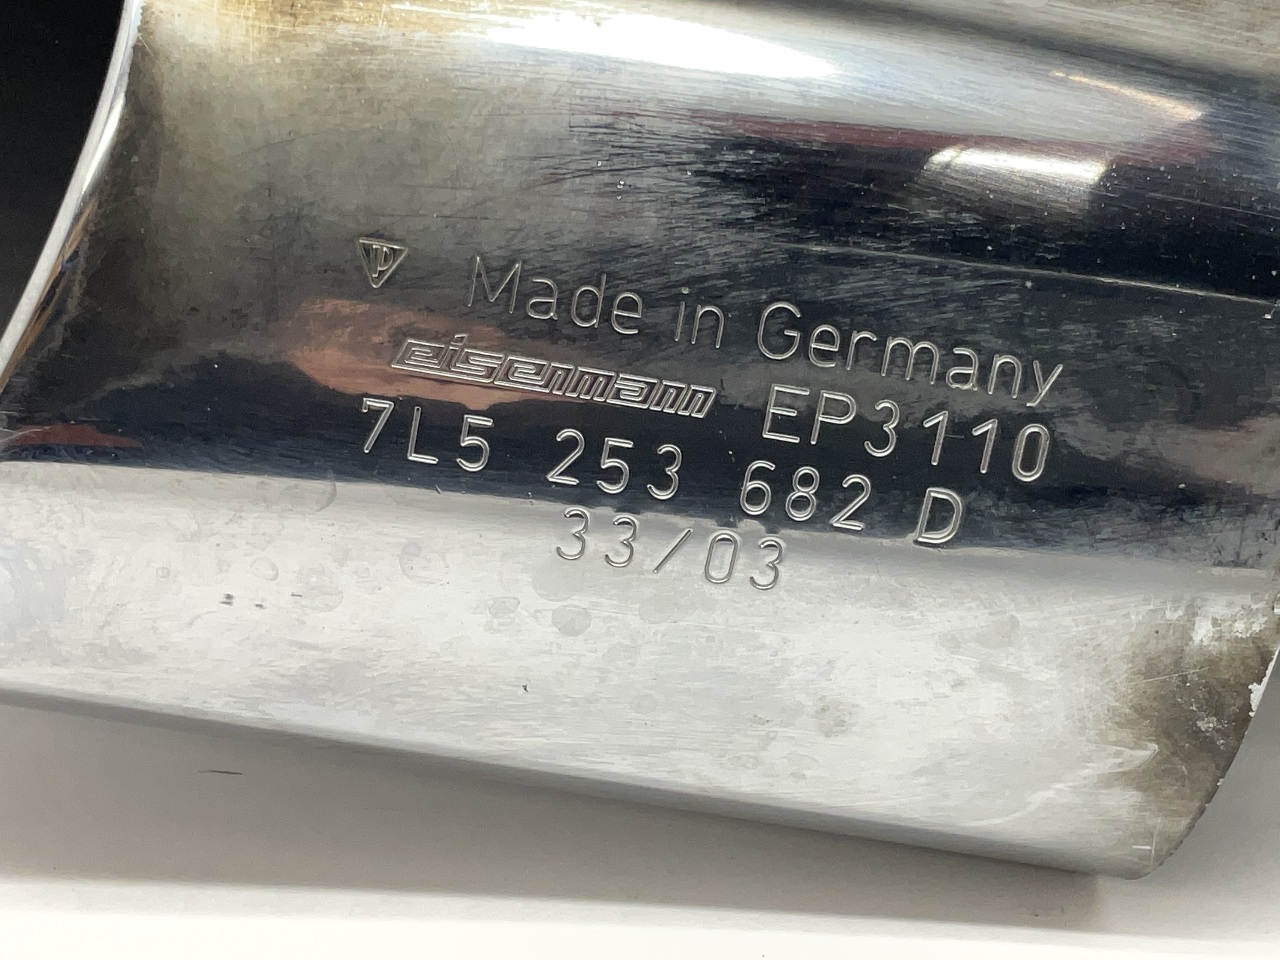 Made in Germany
eisenmann EP3110
7L5 253 682 D
33/03